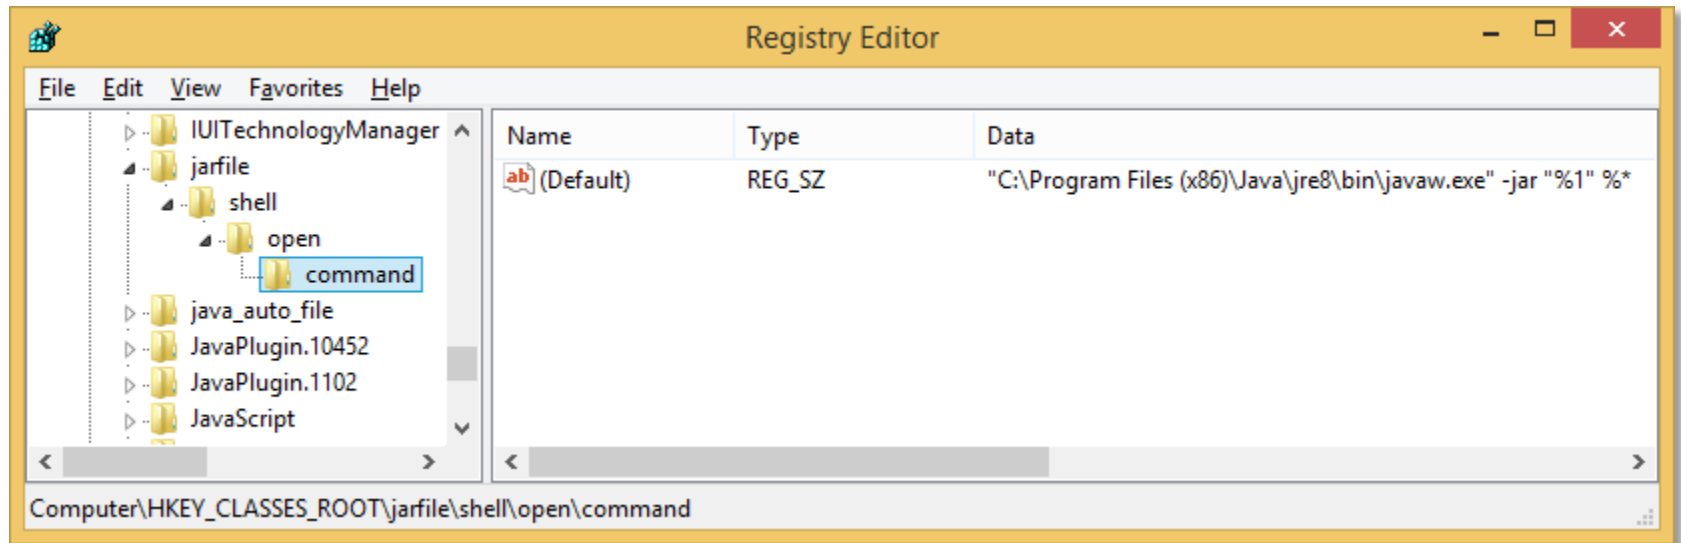 Registry Editor
File Edit View Favorites Help
IUITechnologyManager
jarfile
shell
open
command
java_auto_file
JavaPlugin.10452
JavaPlugin.1102
JavaScript
Name Type Data
ab (Default) REG_SZ "C:\Program Files (x86)\Java\jre8\bin\javaw.exe" -jar "%1" %*
Computer\HKEY_CLASSES_ROOT\jarfile\shell\open\command